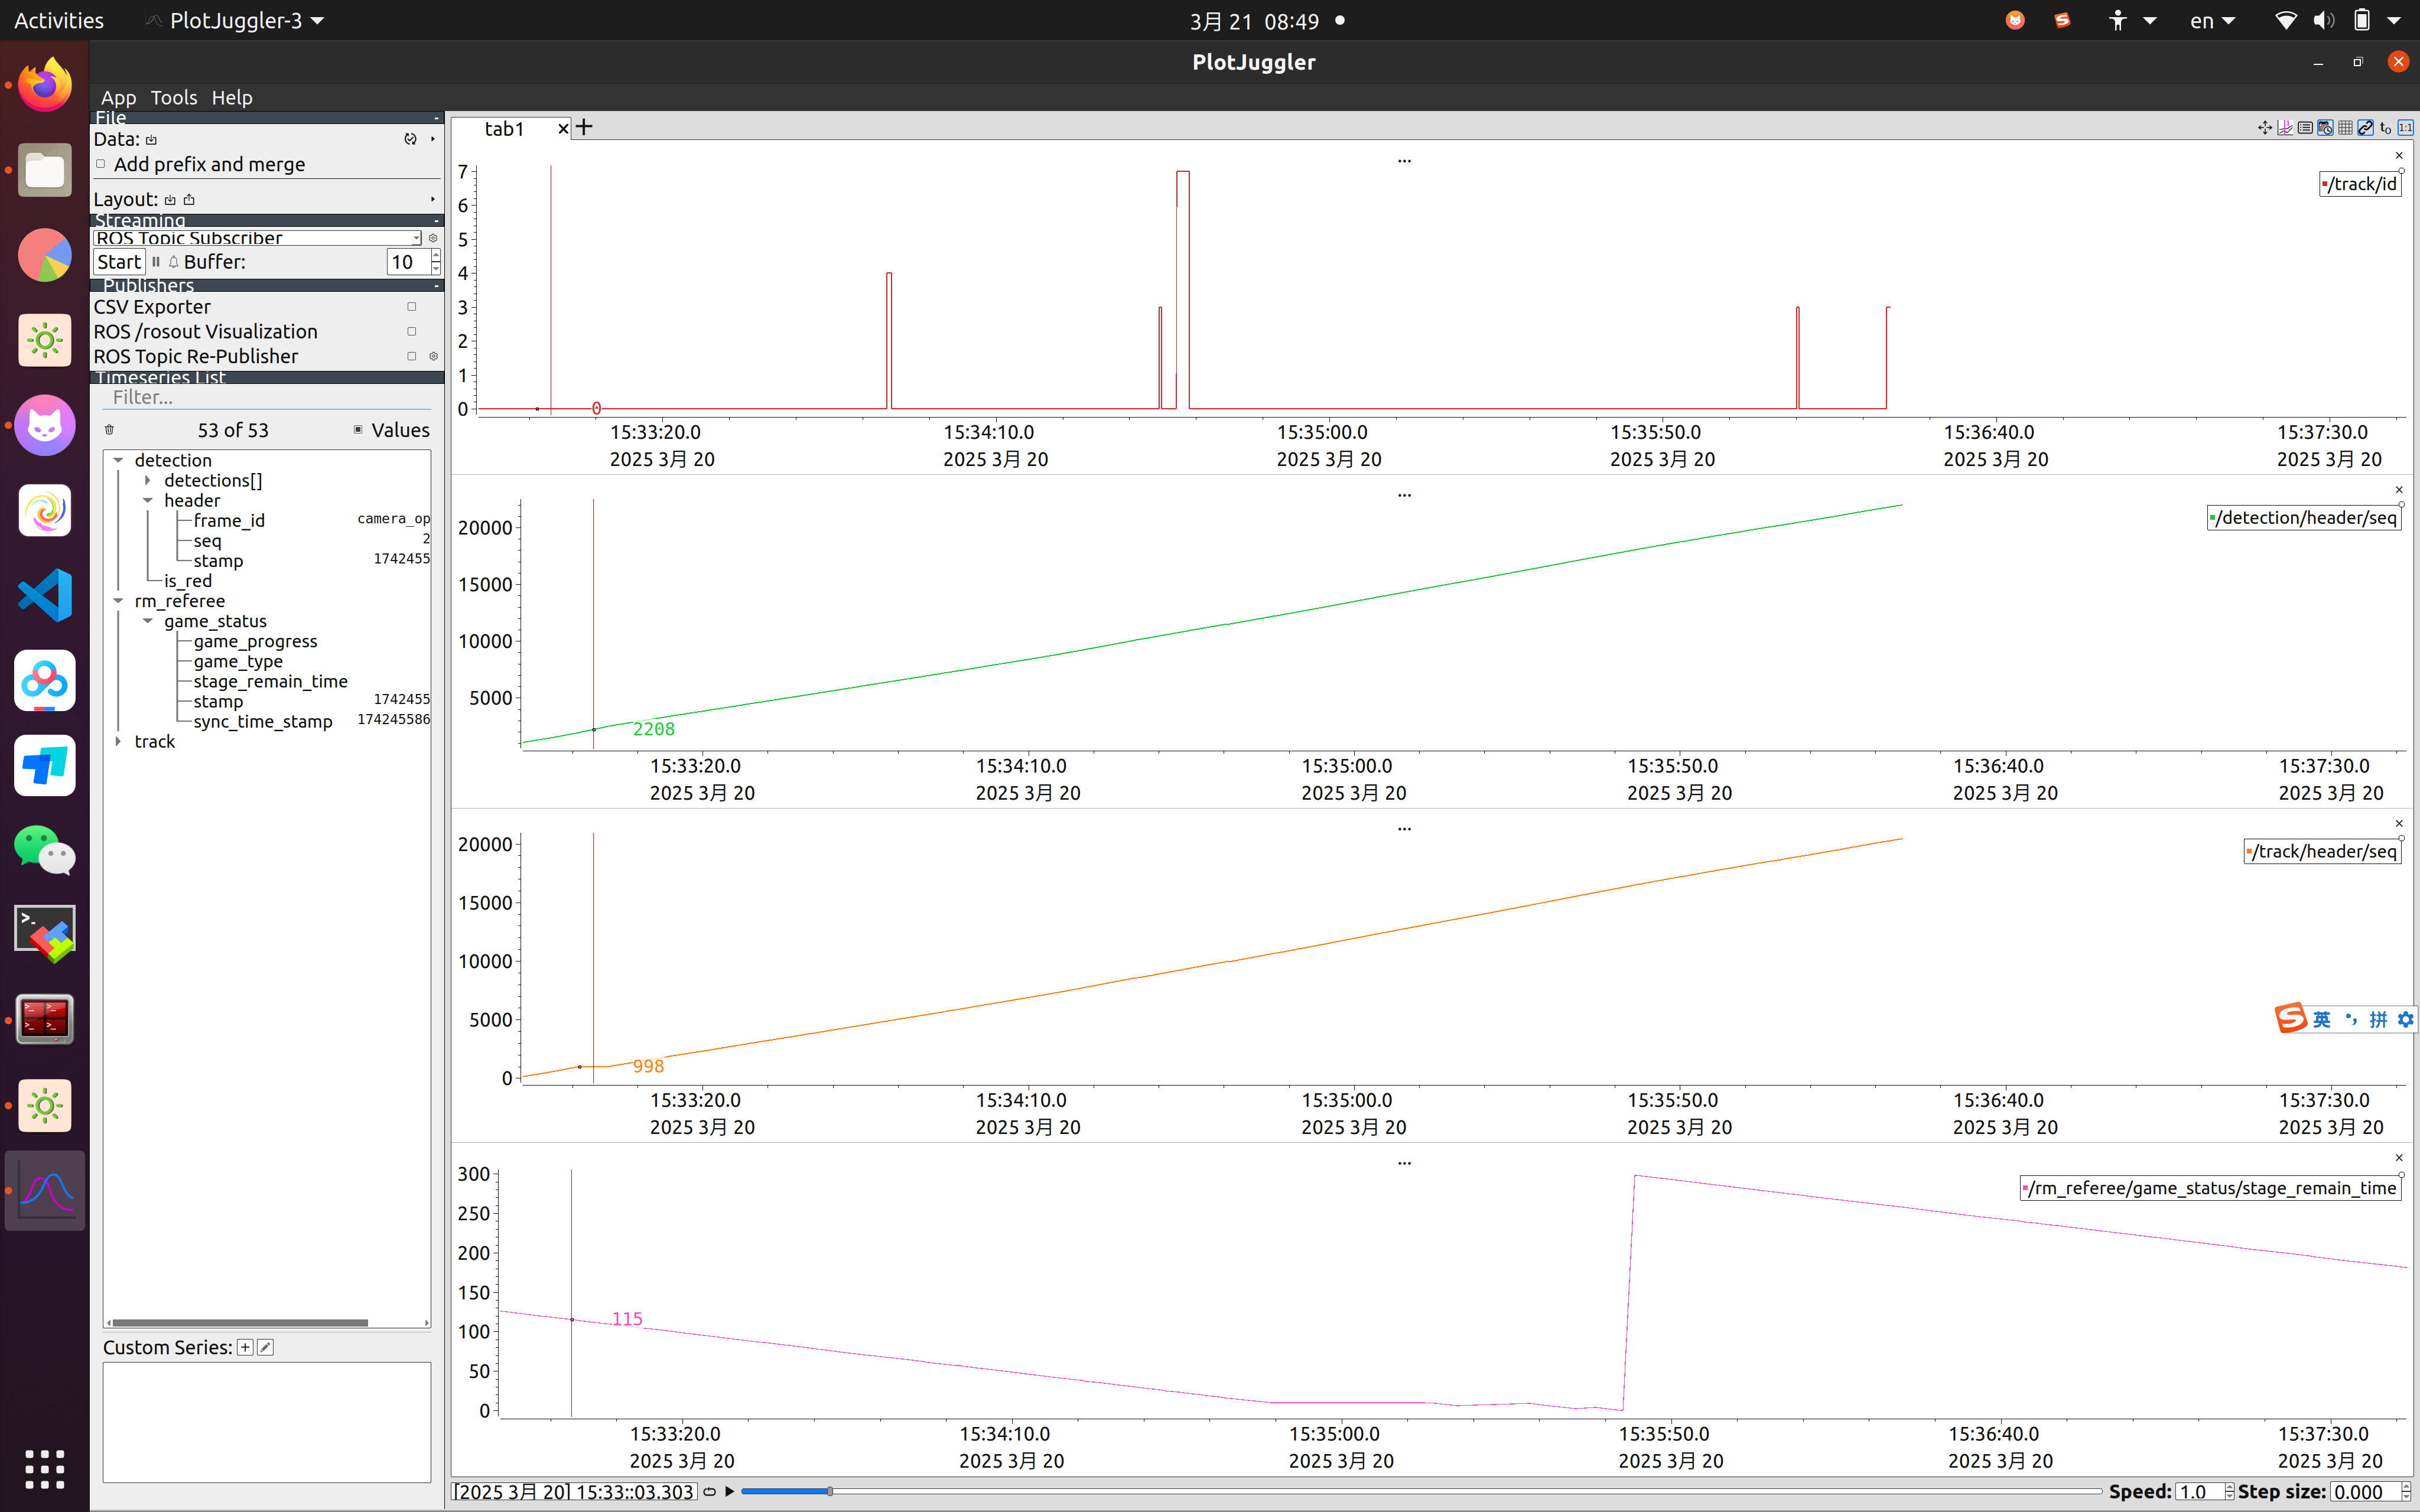 Activities
PlotJuggler-3
3月 21 08:49
en
PlotJuggler
App Tools Help
File
Data:
Add prefix and merge
Layout:
Streaming
ROS Topic Subscriber
Start Buffer: 10
Publishers
CSV Exporter
ROS /rosout Visualization
ROS Topic Re-Publisher
Timeseries List
Filter...
53 of 53 Values
detection
detections[]
header
frame_id camera_op
seq 2
stamp 1742455
is_red
rm_referee
game_status
game_progress
game_type
stage_remain_time
stamp 1742455
sync_time_stamp 174245586
track
Custom Series:
tab1
t₀ 1:1
...
/track/id
7
6
5
4
3
2
1
0
0
15:33:20.0 15:34:10.0 15:35:00.0 15:35:50.0 15:36:40.0 15:37:30.0
2025 3月 20 2025 3月 20 2025 3月 20 2025 3月 20 2025 3月 20 2025 3月 20
...
/detection/header/seq
20000
15000
10000
5000
2208
15:33:20.0 15:34:10.0 15:35:00.0 15:35:50.0 15:36:40.0 15:37:30.0
2025 3月 20 2025 3月 20 2025 3月 20 2025 3月 20 2025 3月 20 2025 3月 20
...
/track/header/seq
20000
15000
10000
5000
0
998
15:33:20.0 15:34:10.0 15:35:00.0 15:35:50.0 15:36:40.0 15:37:30.0
2025 3月 20 2025 3月 20 2025 3月 20 2025 3月 20 2025 3月 20 2025 3月 20
英 拼
...
/rm_referee/game_status/stage_remain_time
300
250
200
150
100
50
0
115
15:33:20.0 15:34:10.0 15:35:00.0 15:35:50.0 15:36:40.0 15:37:30.0
2025 3月 20 2025 3月 20 2025 3月 20 2025 3月 20 2025 3月 20 2025 3月 20
[2025 3月 20] 15:33::03.303
Speed: 1.0 Step size: 0.000